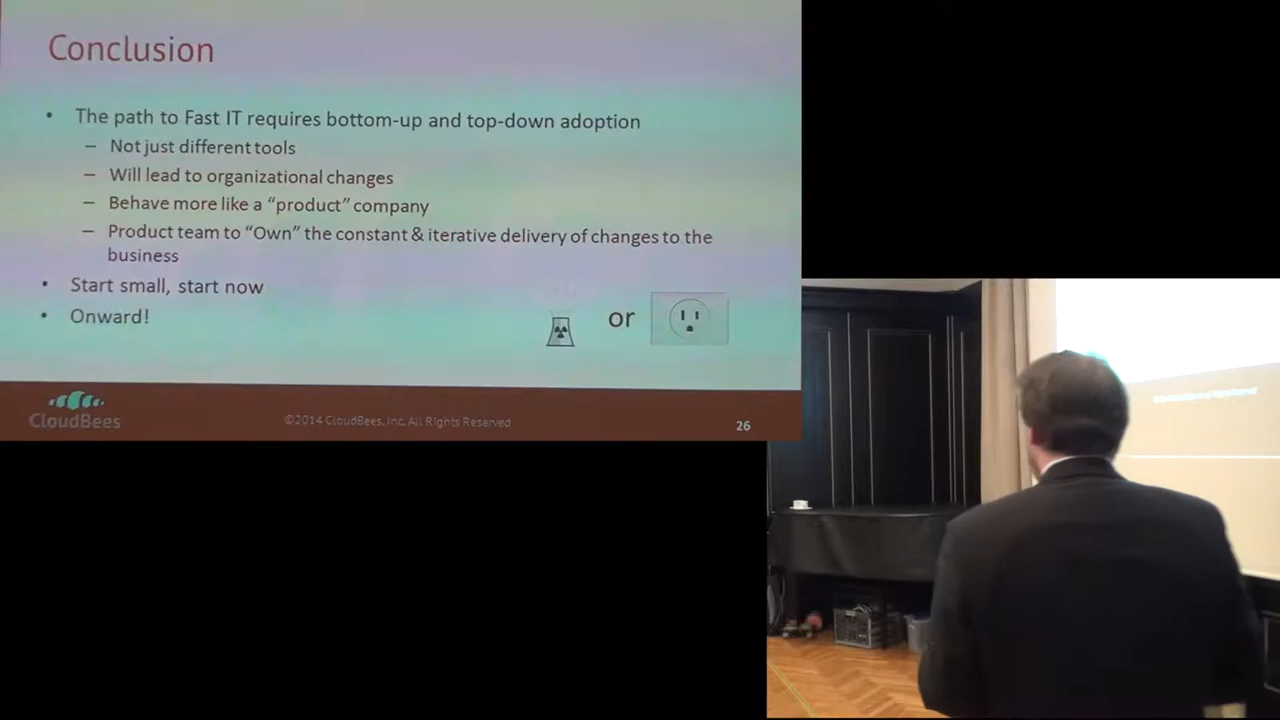 Conclusion
• The path to Fast IT requires bottom-up and top-down adoption
– Not just different tools
– Will lead to organizational changes
– Behave more like a “product” company
– Product team to “Own” the constant & iterative delivery of changes to the
business
• Start small, start now
• Onward!
or
CloudBees
©2014 CloudBees, Inc. All Rights Reserved
26